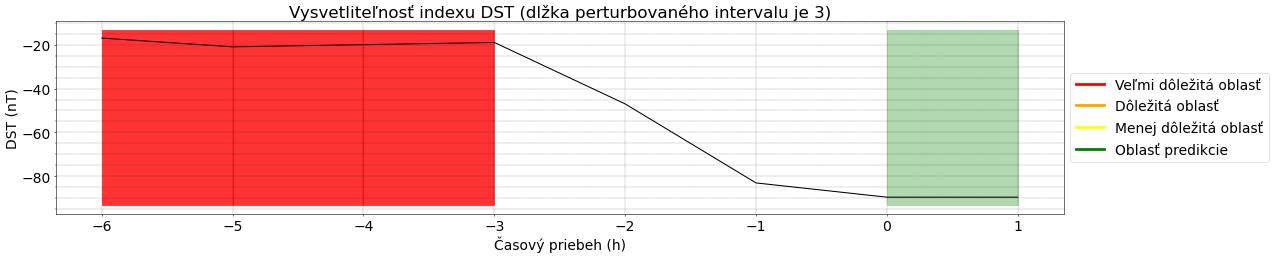 Vysvetliteľnosť indexu DST (dĺžka perturbovaného intervalu je 3)
DST (nT)
−20
−40
−60
−80
−6 −5 −4 −3 −2 −1 0 1
Časový priebeh (h)
Veľmi dôležitá oblasť
Dôležitá oblasť
Menej dôležitá oblasť
Oblasť predikcie